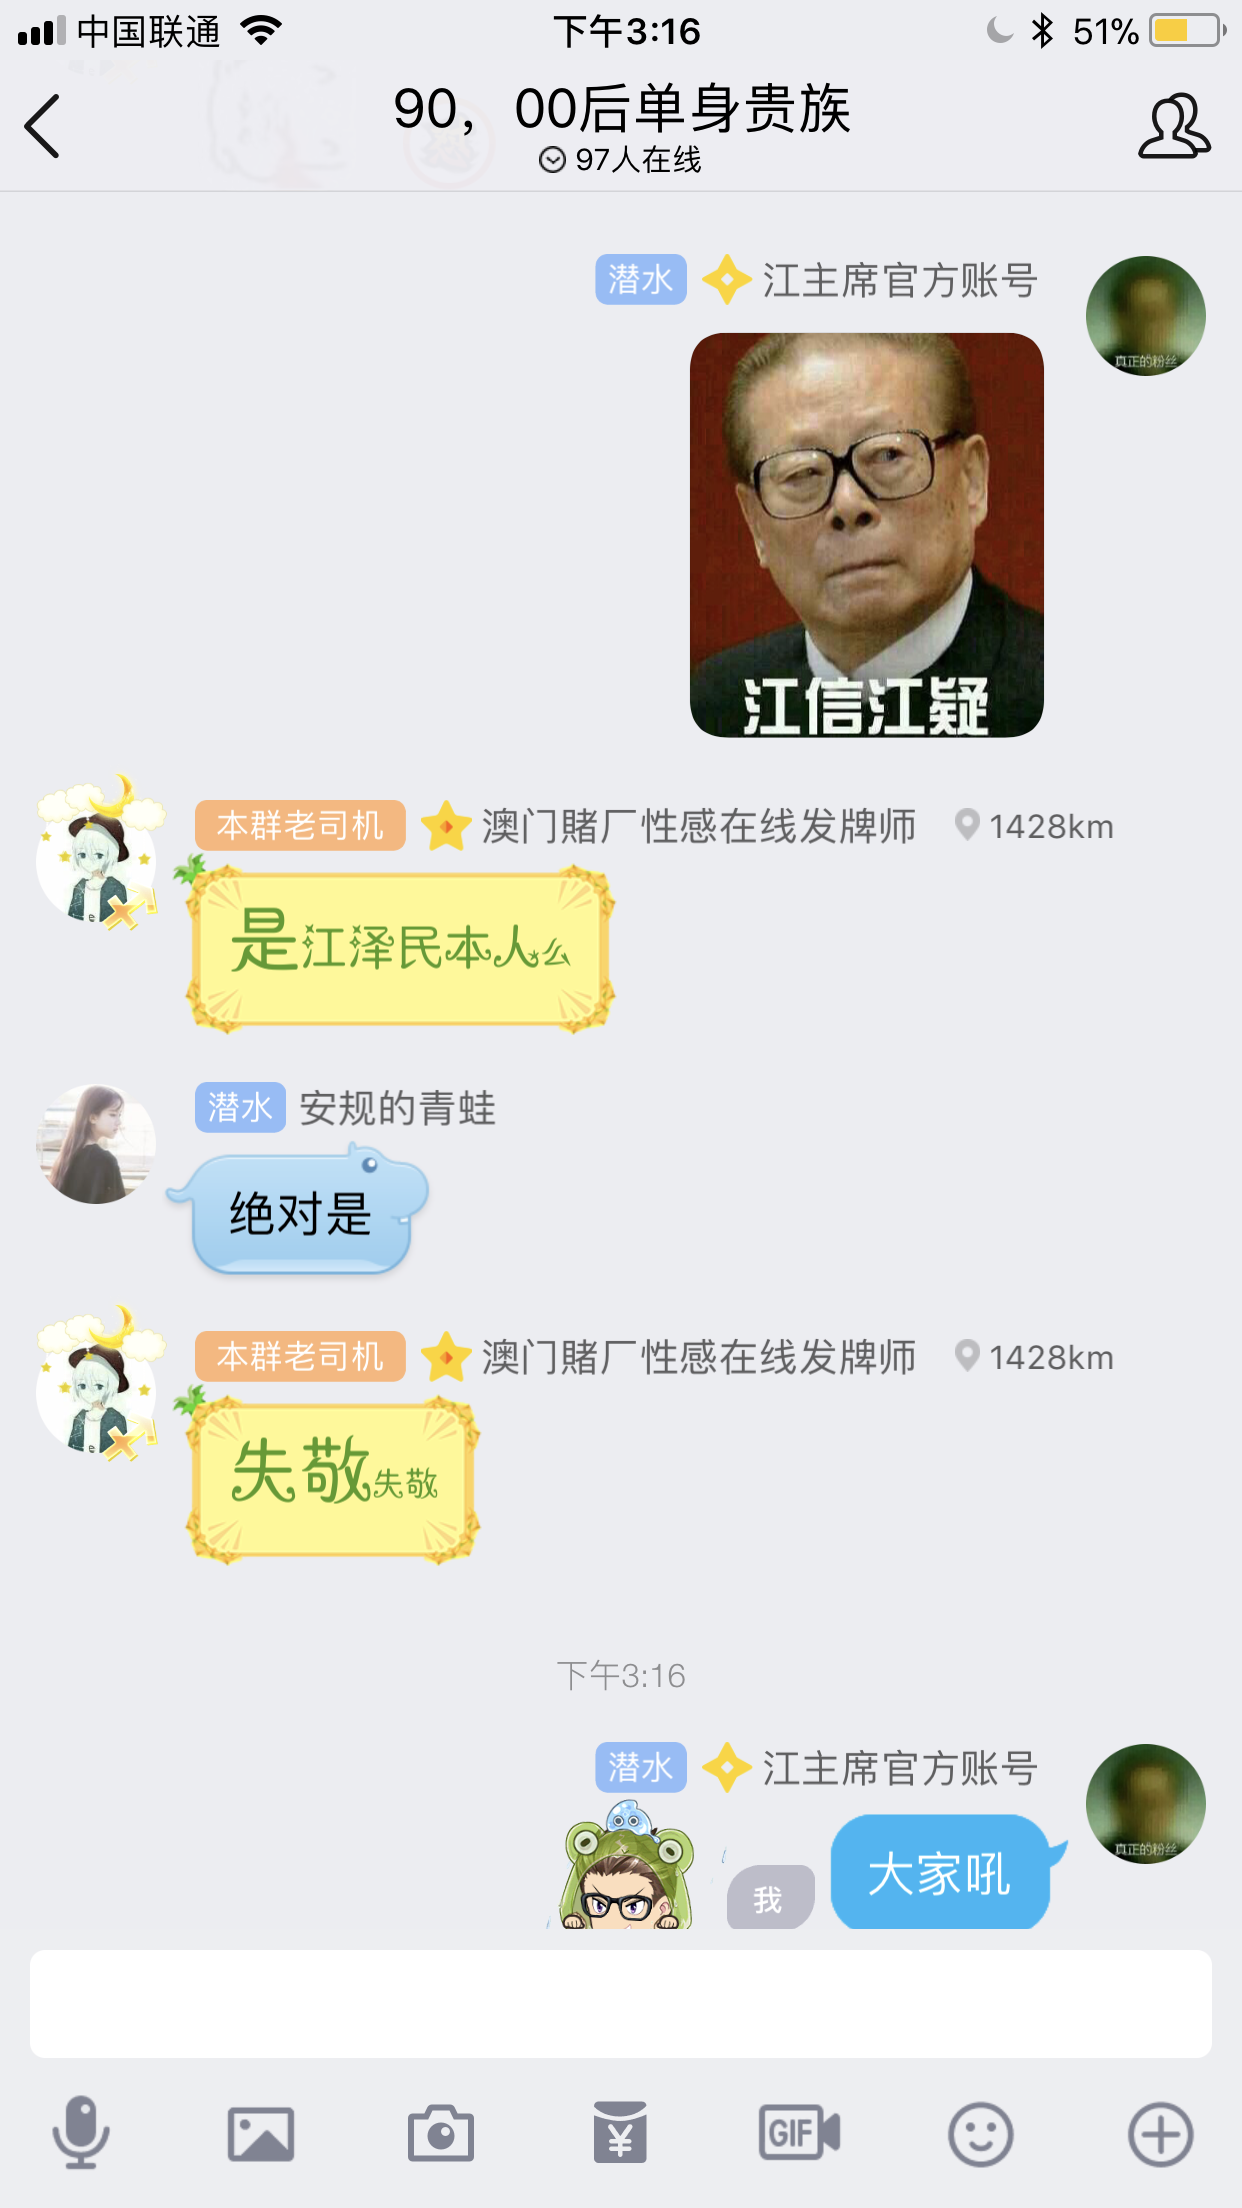 中国联通
下午3:16
51%
90，00后单身贵族
97人在线
潜水 江主席官方账号
真正的粉丝
江信江疑
本群老司机 澳门賭厂性感在线发牌师 1428km
是江泽民本人么
潜水 安规的青蛙
绝对是
本群老司机 澳门賭厂性感在线发牌师 1428km
失敬失敬
下午3:16
潜水 江主席官方账号
真正的粉丝
我
大家吼
¥
GIF